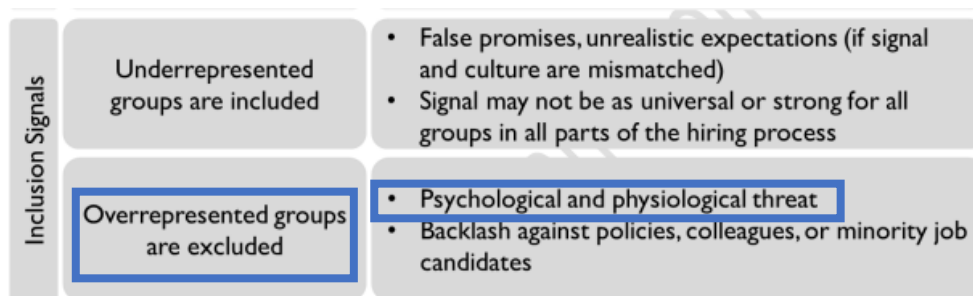 Inclusion Signals
Underrepresented
groups are included
• False promises, unrealistic expectations (if signal
and culture are mismatched)
• Signal may not be as universal or strong for all
groups in all parts of the hiring process
Overrepresented groups
are excluded
• Psychological and physiological threat
• Backlash against policies, colleagues, or minority job
candidates